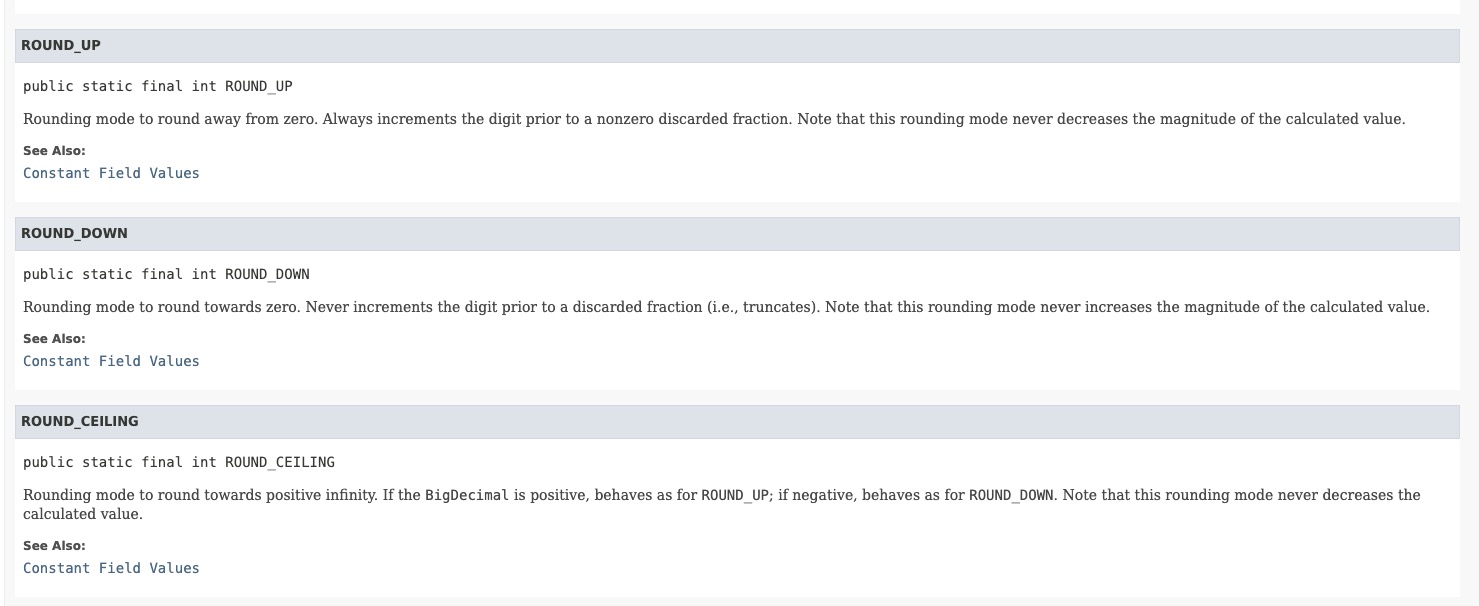 ROUND_UP
public static final int ROUND_UP
Rounding mode to round away from zero. Always increments the digit prior to a nonzero discarded fraction. Note that this rounding mode never decreases the magnitude of the calculated value.
See Also:
Constant Field Values
ROUND_DOWN
public static final int ROUND_DOWN
Rounding mode to round towards zero. Never increments the digit prior to a discarded fraction (i.e., truncates). Note that this rounding mode never increases the magnitude of the calculated value.
See Also:
Constant Field Values
ROUND_CEILING
public static final int ROUND_CEILING
Rounding mode to round towards positive infinity. If the BigDecimal is positive, behaves as for ROUND_UP; if negative, behaves as for ROUND_DOWN. Note that this rounding mode never decreases the
calculated value.
See Also:
Constant Field Values